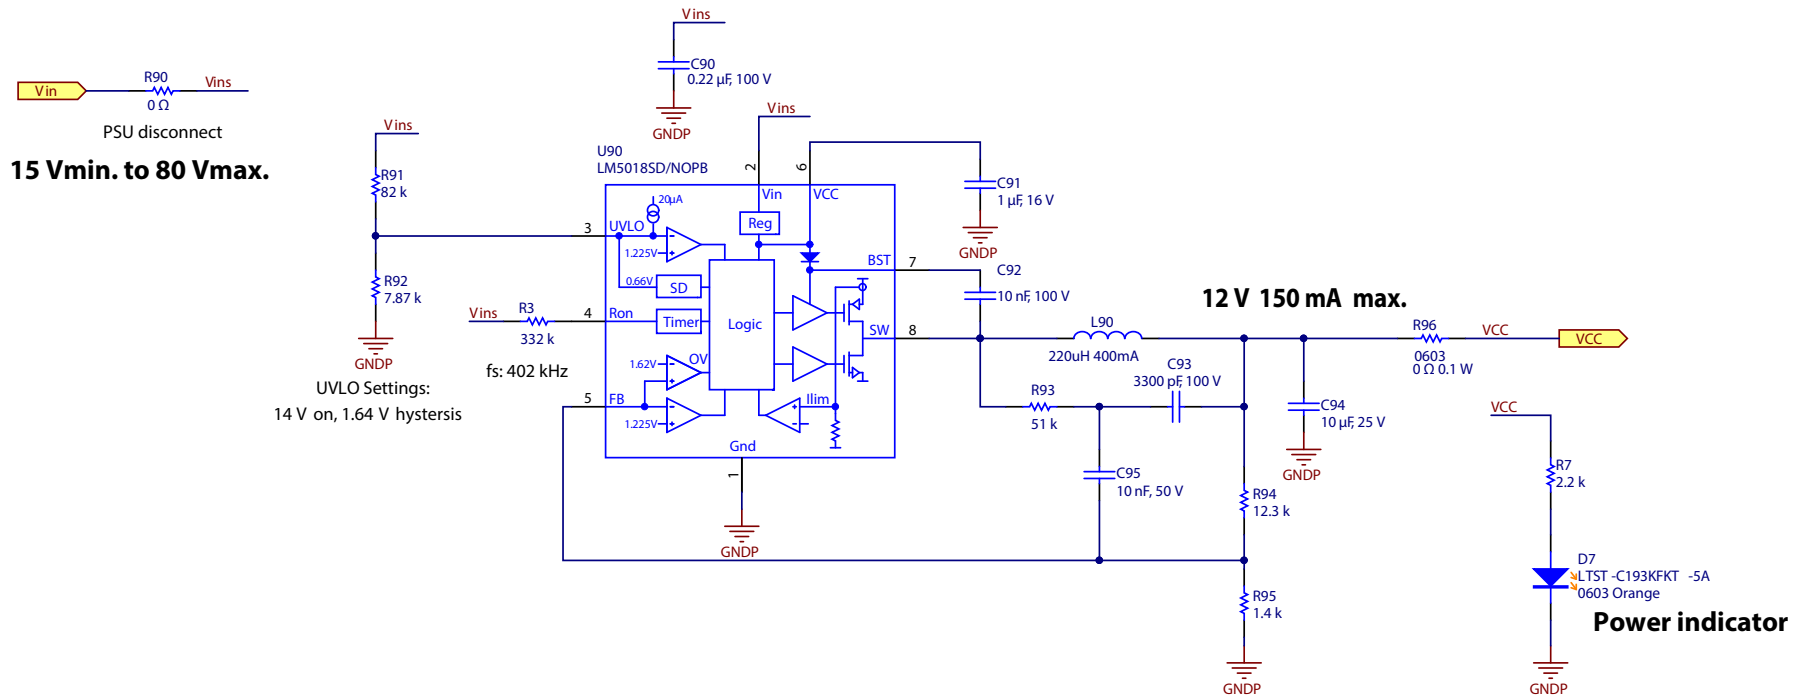 Vins
C90
0.22 µF, 100 V
GNDP
Vin
R90
0 Ω
Vins
PSU disconnect
15 Vmin. to 80 Vmax.
Vins
R91
82 k
R92
7.87 k
GNDP
UVLO Settings:
14 V on, 1.64 V hystersis
Vins
R3
332 k
fs: 402 kHz
Vins
U90
LM5018SD/NOPB
2
6
Vin
VCC
20µA
Reg
3
UVLO
1.225V
0.66V
SD
4
Ron
Timer
Logic
1.62V
OV
5
FB
1.225V
Ilim
Gnd
1
GNDP
BST
7
SW
8
C91
1 µF, 16 V
GNDP
C92
10 nF, 100 V
12 V 150 mA max.
L90
220uH 400mA
C93
3300 pF, 100 V
R93
51 k
C95
10 nF, 50 V
R94
12.3 k
R95
1.4 k
GNDP
C94
10 µF, 25 V
GNDP
R96
0603
0 Ω 0.1 W
VCC
VCC
VCC
R7
2.2 k
D7
LTST -C193KFKT -5A
0603 Orange
Power indicator
GNDP